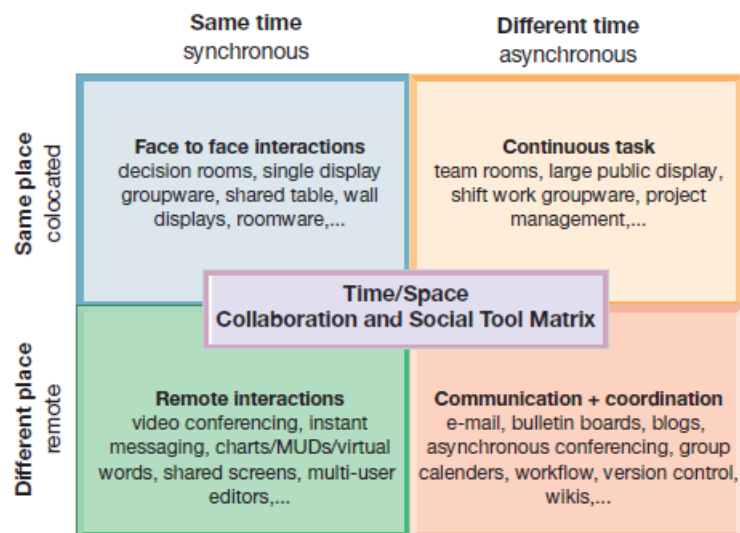 Same time
synchronous
Different time
asynchronous
Same place
colocated
Face to face interactions
decision rooms, single display
groupware, shared table, wall
displays, roomware,...
Continuous task
team rooms, large public display,
shift work groupware, project
management,...
Time/Space
Collaboration and Social Tool Matrix
Different place
remote
Remote interactions
video conferencing, instant
messaging, charts/MUDs/virtual
words, shared screens, multi-user
editors,...
Communication + coordination
e-mail, bulletin boards, blogs,
asynchronous conferencing, group
calenders, workflow, version control,
wikis,...